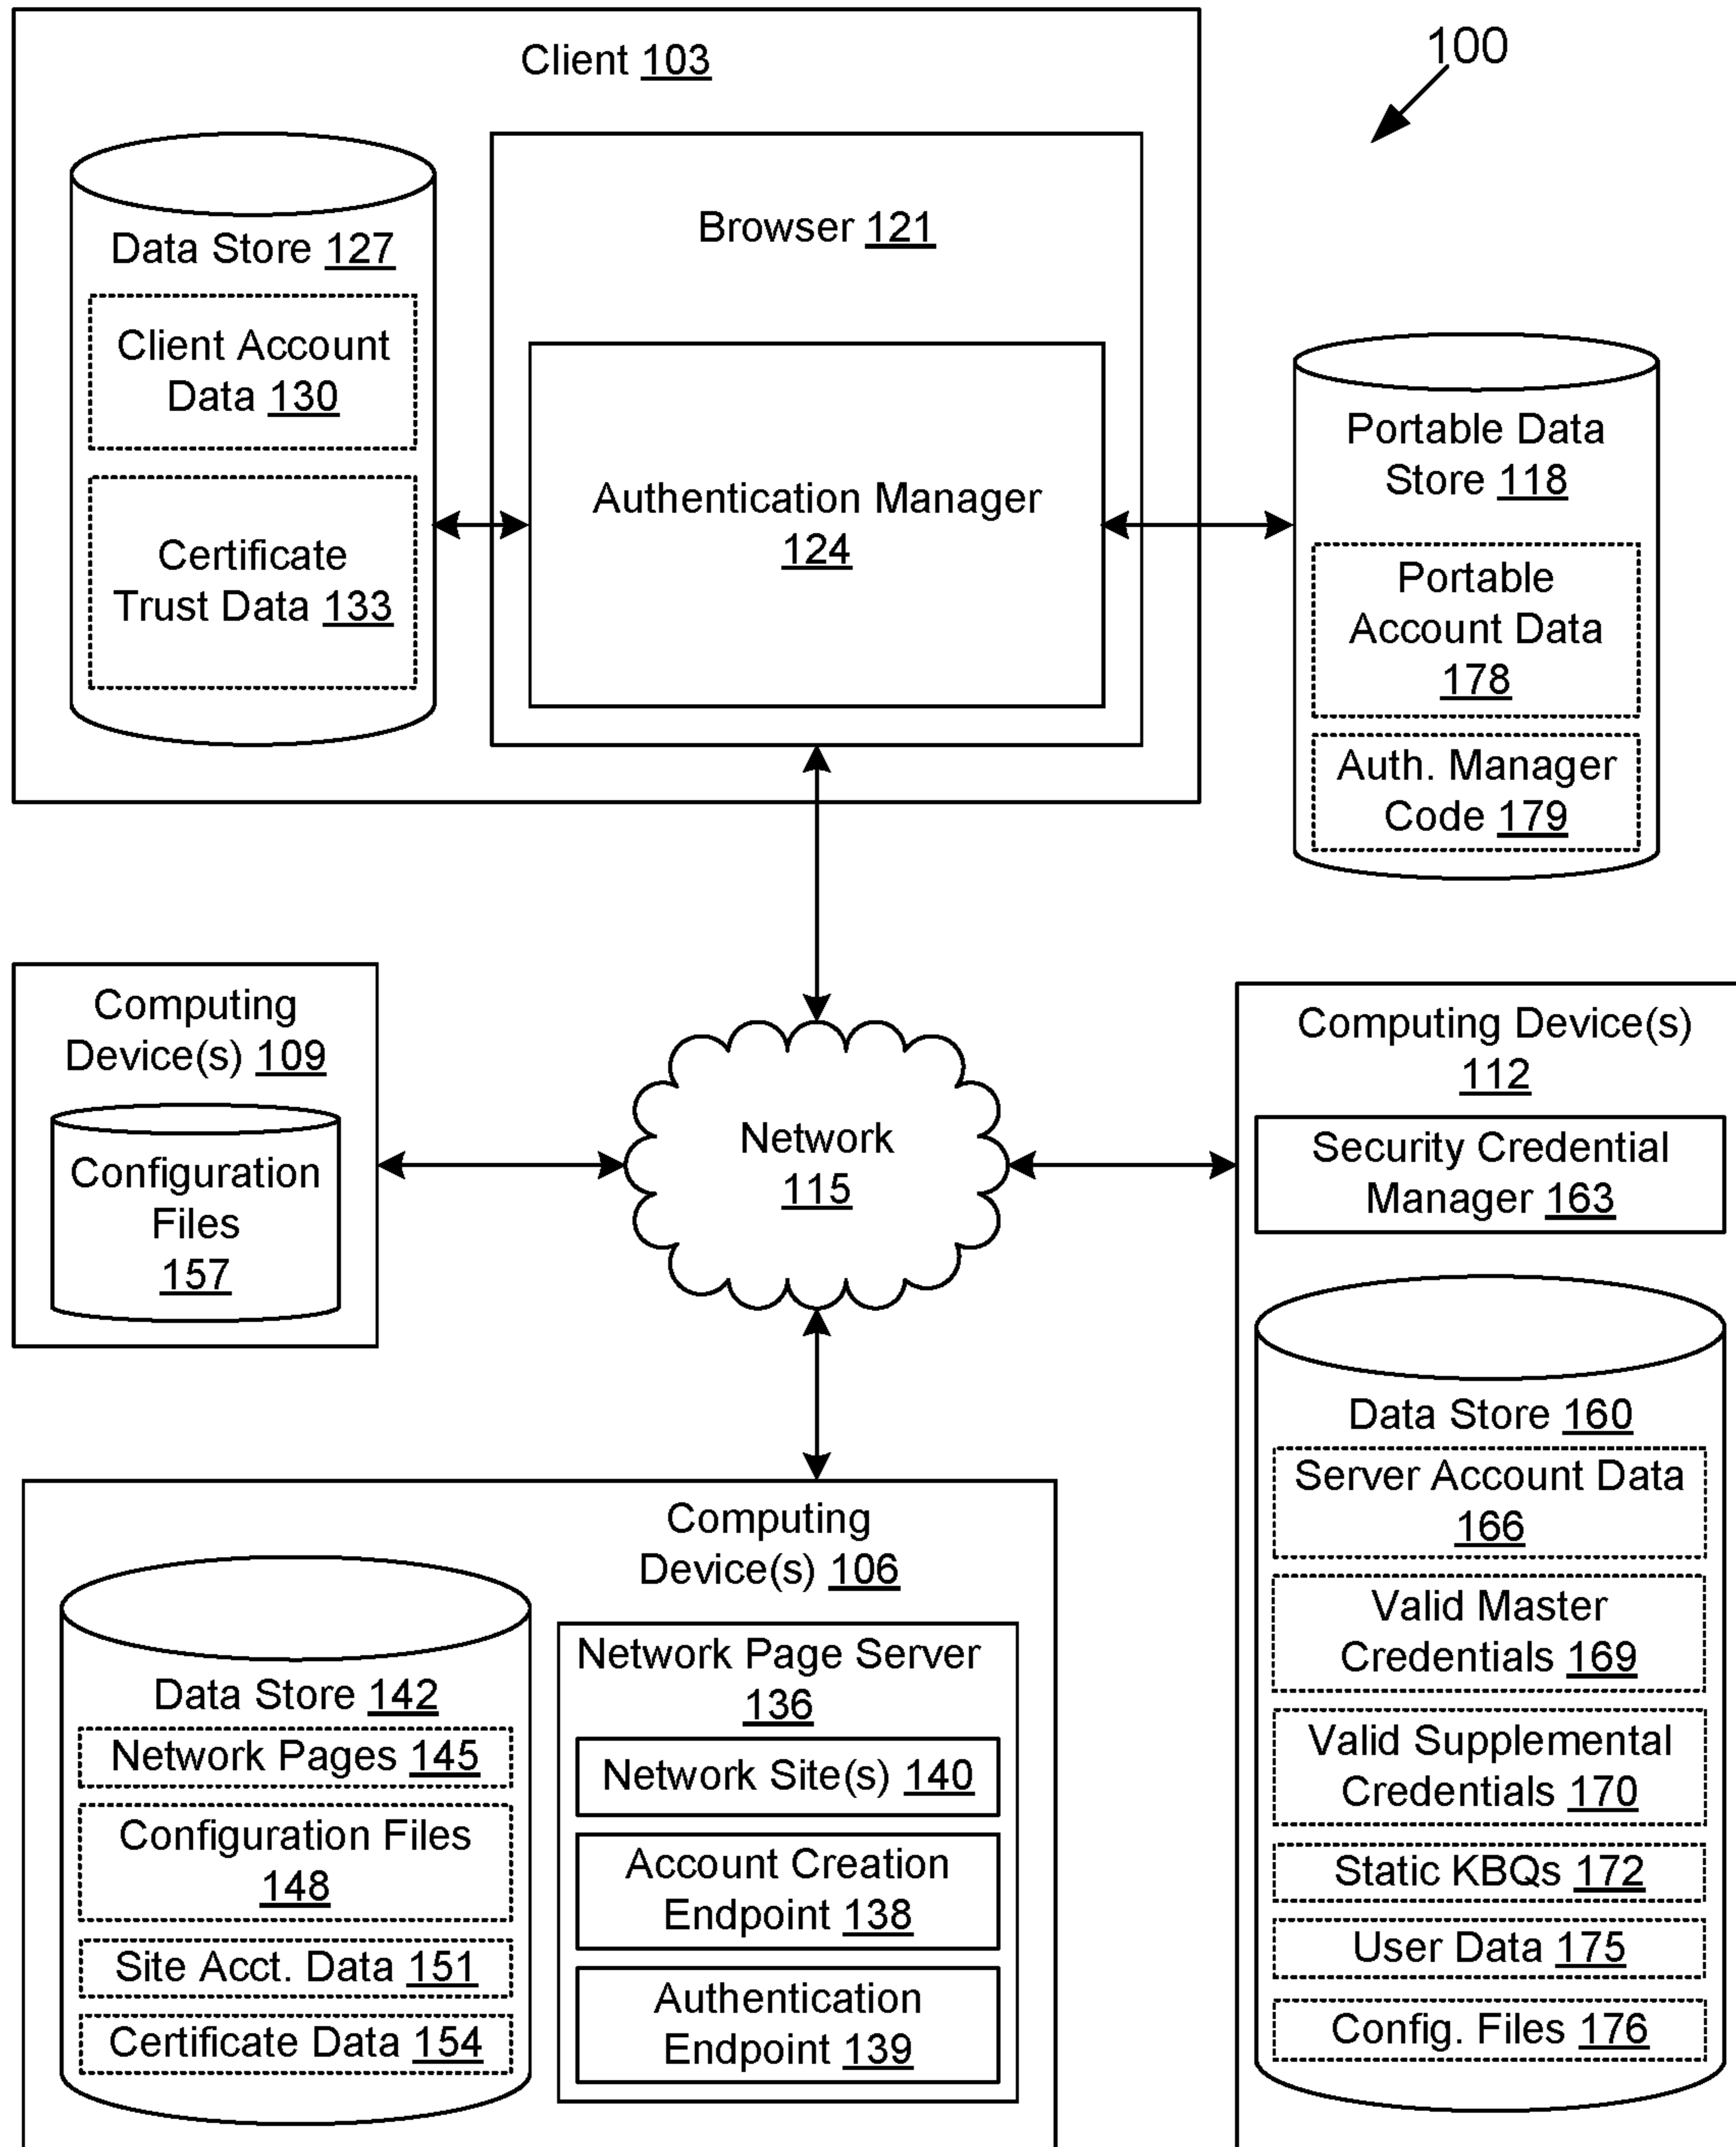 100
Client 103
Data Store 127
Client Account
Data 130
Certificate
Trust Data 133
Browser 121
Authentication Manager
124
Portable Data
Store 118
Portable
Account Data
178
Auth. Manager
Code 179
Computing
Device(s) 109
Configuration
Files
157
Network
115
Computing Device(s)
112
Security Credential
Manager 163
Data Store 160
Server Account Data
166
Valid Master
Credentials 169
Valid Supplemental
Credentials 170
Static KBQs 172
User Data 175
Config. Files 176
Computing
Device(s) 106
Data Store 142
Network Pages 145
Configuration Files
148
Site Acct. Data 151
Certificate Data 154
Network Page Server
136
Network Site(s) 140
Account Creation
Endpoint 138
Authentication
Endpoint 139